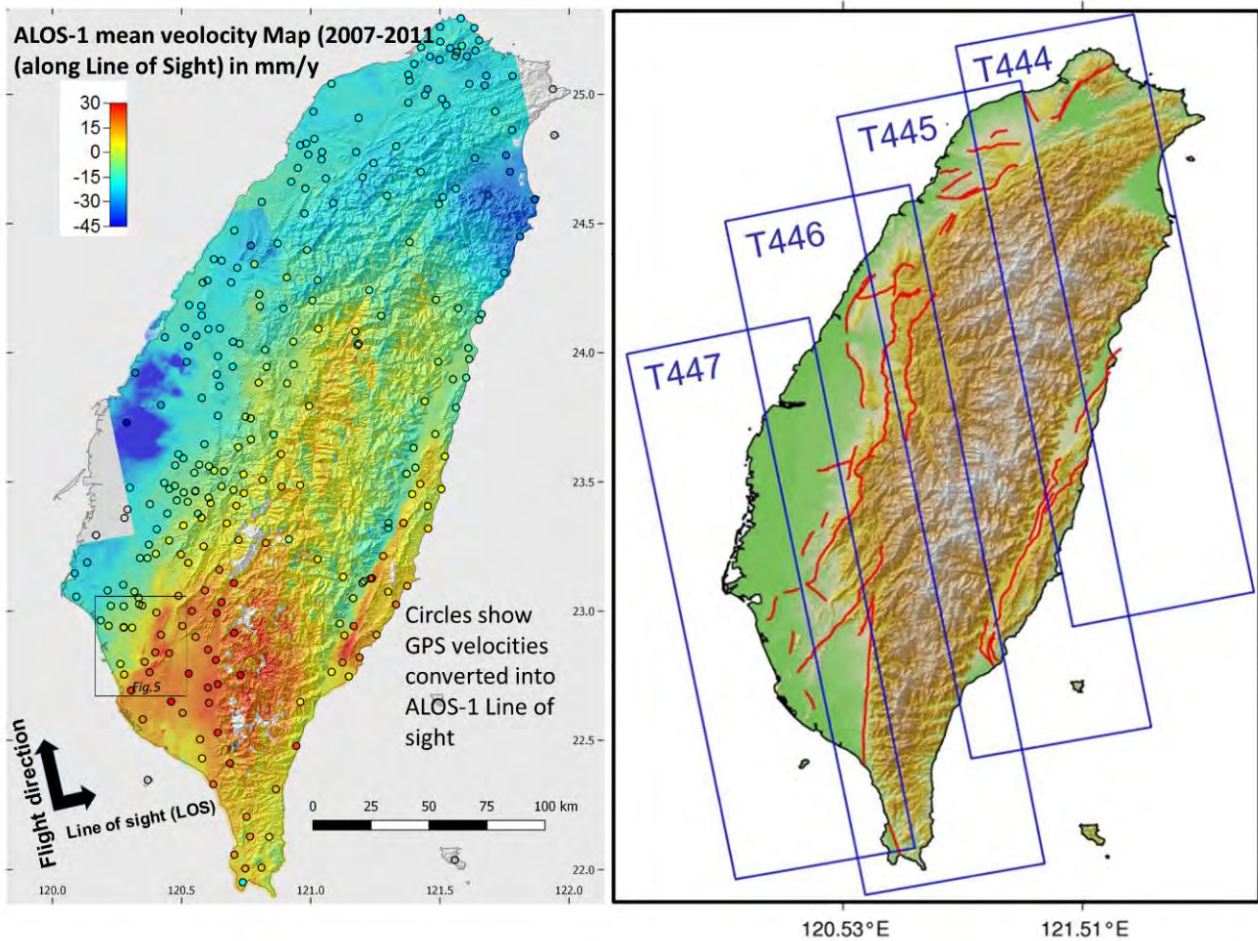 ALOS-1 mean veolocity Map (2007-2011
(along Line of Sight) in mm/y
30
15
0
-15
-30
-45
25.0
24.5
24.0
23.5
23.0
22.5
22.0
Fig.5
Circles show
GPS velocities
converted into
ALOS-1 Line of
sight
Flight direction
Line of sight (LOS)
0 25 50 75 100 km
120.0 120.5 121.0 121.5 122.0
T444
T445
T446
T447
120.53°E 121.51°E